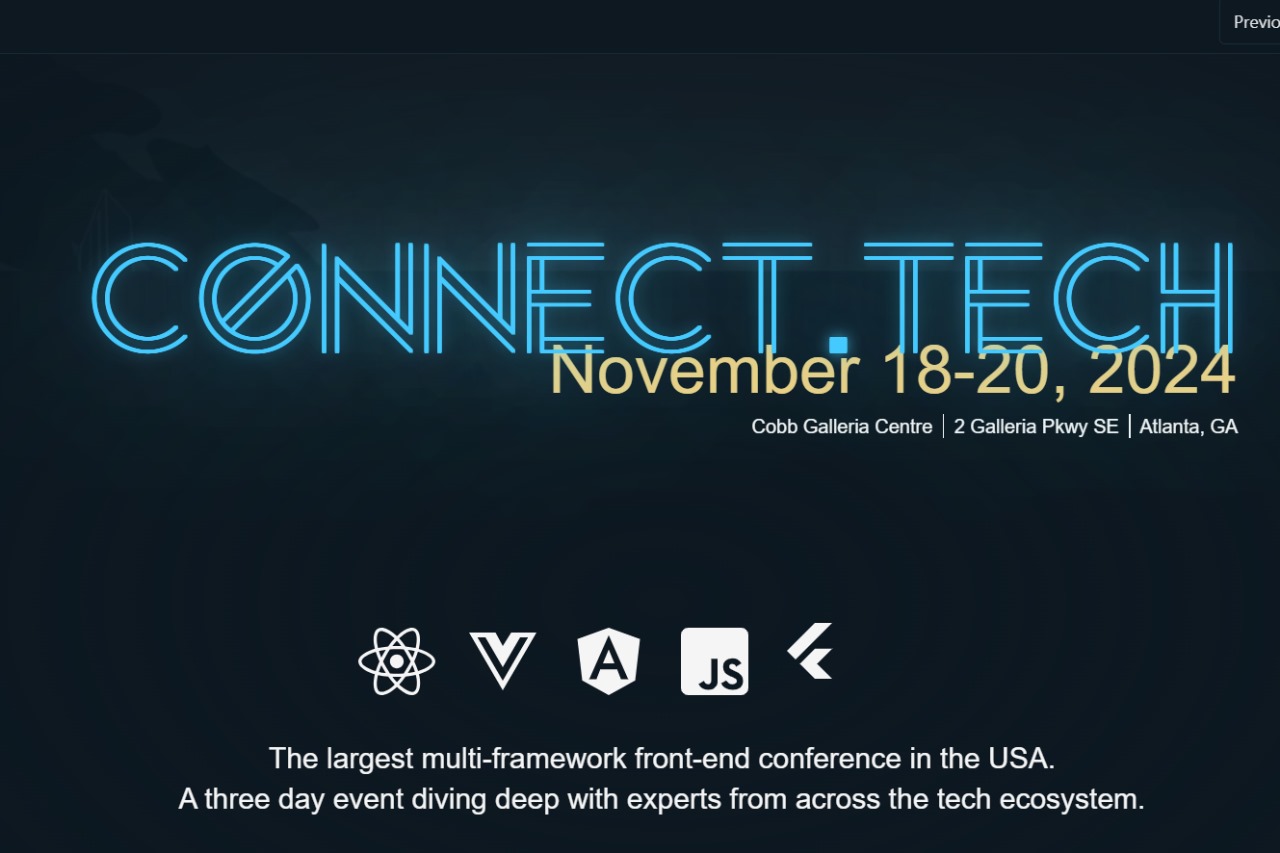 Previo
CØNNECT.TECH
November 18-20, 2024
Cobb Galleria Centre | 2 Galleria Pkwy SE | Atlanta, GA
A JS
The largest multi-framework front-end conference in the USA.
A three day event diving deep with experts from across the tech ecosystem.